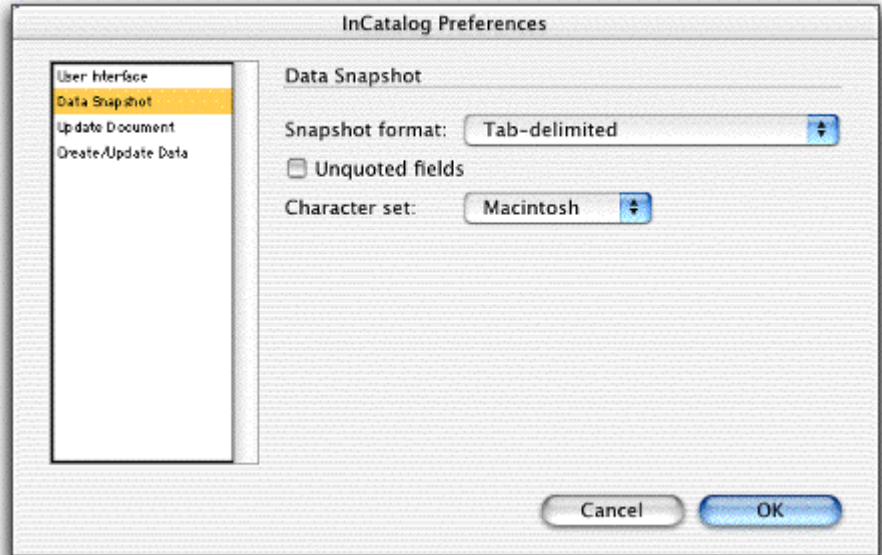 InCatalog Preferences
User Interface
Data Snapshot
Update Document
Create/Update Data
Data Snapshot
Snapshot format: Tab-delimited
Unquoted fields
Character set: Macintosh
Cancel OK